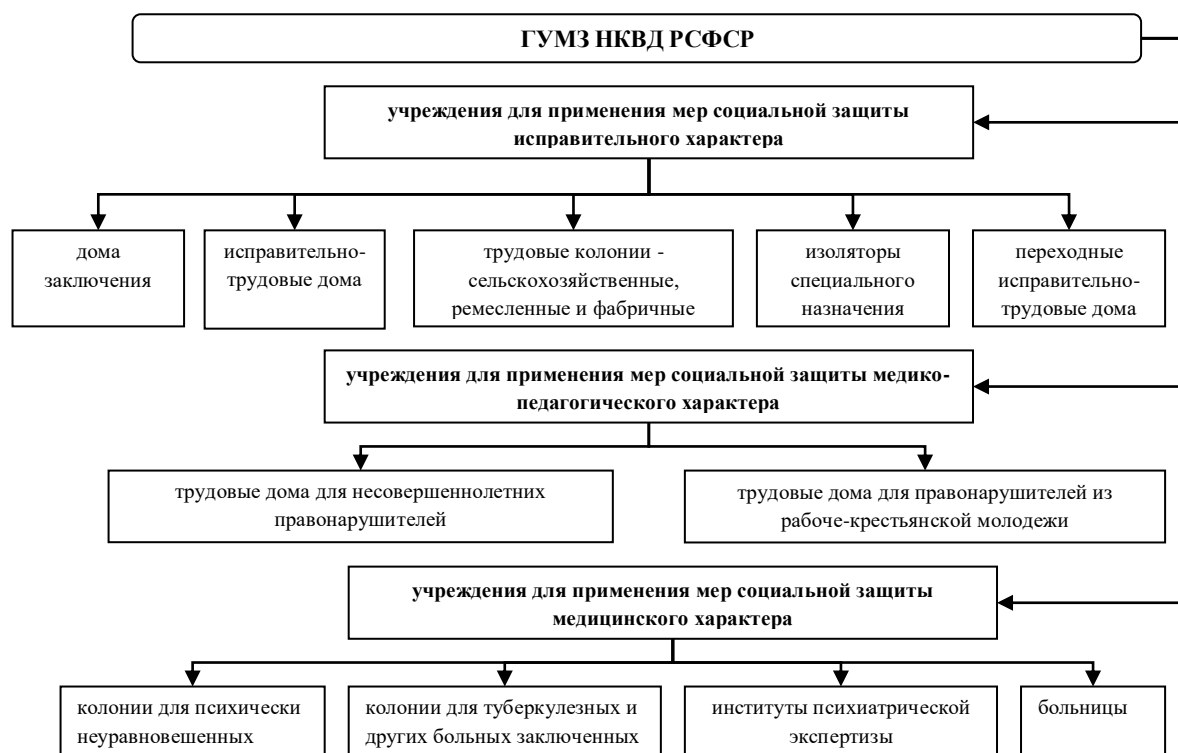 ГУМЗ НКВД РСФСР
учреждения для применения мер социальной защиты
исправительного характера
дома
заключения
исправительно-
трудовые дома
трудовые колонии -
сельскохозяйственные,
ремесленные и фабричные
изоляторы
специального
назначения
переходные
исправительно-
трудовые дома
учреждения для применения мер социальной защиты медико-
педагогического характера
трудовые дома для несовершеннолетних
правонарушителей
трудовые дома для правонарушителей из
рабоче-крестьянской молодежи
учреждения для применения мер социальной защиты
медицинского характера
колонии для психически
неуравновешенных
колонии для туберкулезных и
других больных заключенных
институты психиатрической
экспертизы
больницы